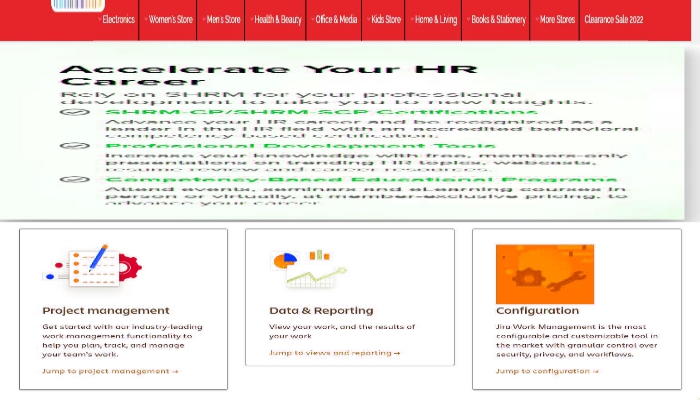 Electronics Women's Store Men's Store Health & Beauty Office & Media Kids Store Home & Living Books & Stationery More Stores Clearance Sale 2022
Accelerate Your HR
Career
Rely on SHRM for your professional
development to take you to new heights.
SHRM-CP/SHRM-SCP Certifications
Advance your HR career and be recognized as a
leader in the HR field with an accredited behavioral
competency-based certification.
Professional Development Tools
Increase your knowledge with free, members-only
presentations on trending HR topics, webcasts,
resume review and career resources.
Competency-Based Educational Programs
Attend events, seminars and eLearning courses in
person or virtually, at member-exclusive pricing, to
advance your career.
Project management
Get started with our industry-leading
work management functionality to
help you plan, track, and manage
your team's work.
Jump to project management →
Data & Reporting
View your work, and the results of
your work
Jump to views and reporting →
Configuration
Jira Work Management is the most
configurable and customizable tool in
the market with granular control over
security, privacy, and workflows.
Jump to configuration →